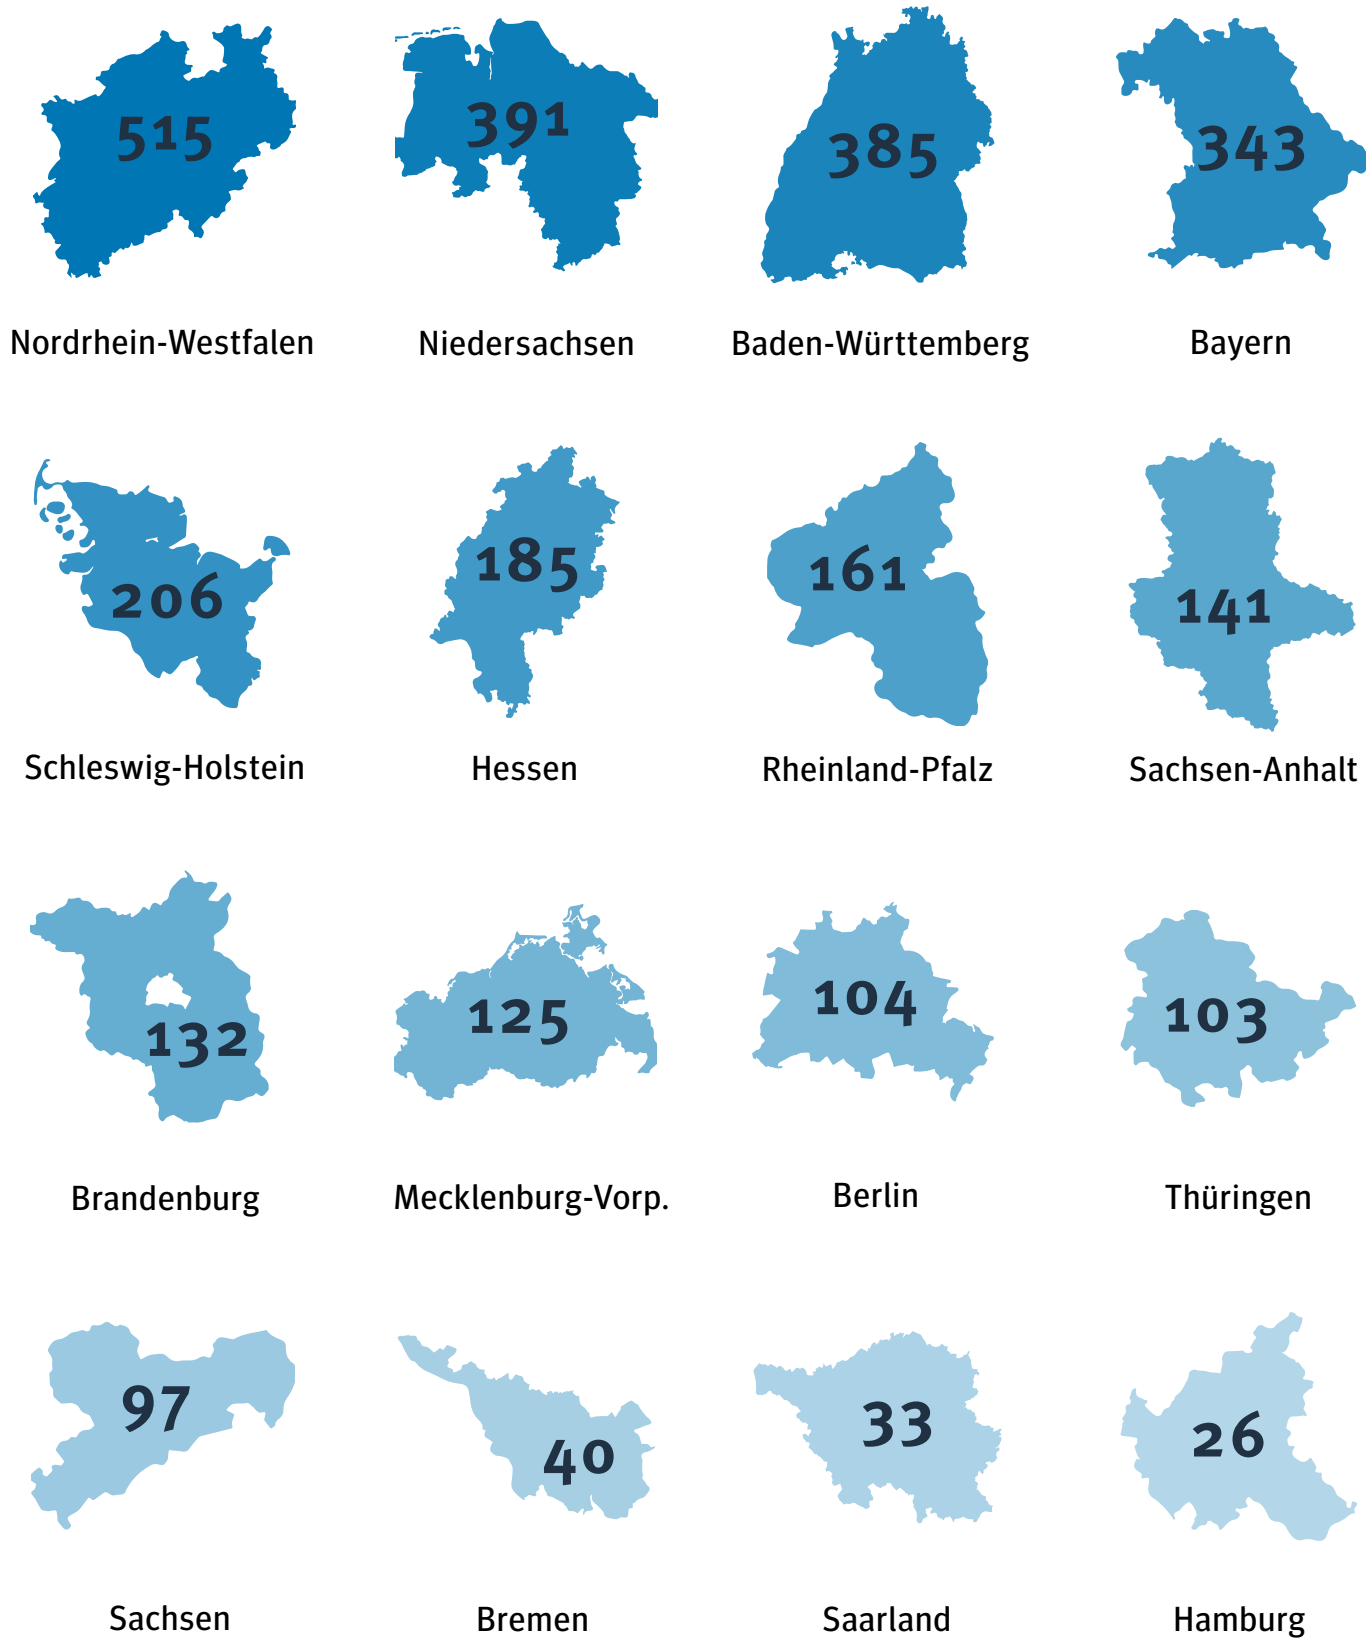 515
391
385
343
Nordrhein-Westfalen
Niedersachsen
Baden-Württemberg
Bayern
206
185
161
141
Schleswig-Holstein
Hessen
Rheinland-Pfalz
Sachsen-Anhalt
132
125
104
103
Brandenburg
Mecklenburg-Vorp.
Berlin
Thüringen
97
40
33
26
Sachsen
Bremen
Saarland
Hamburg